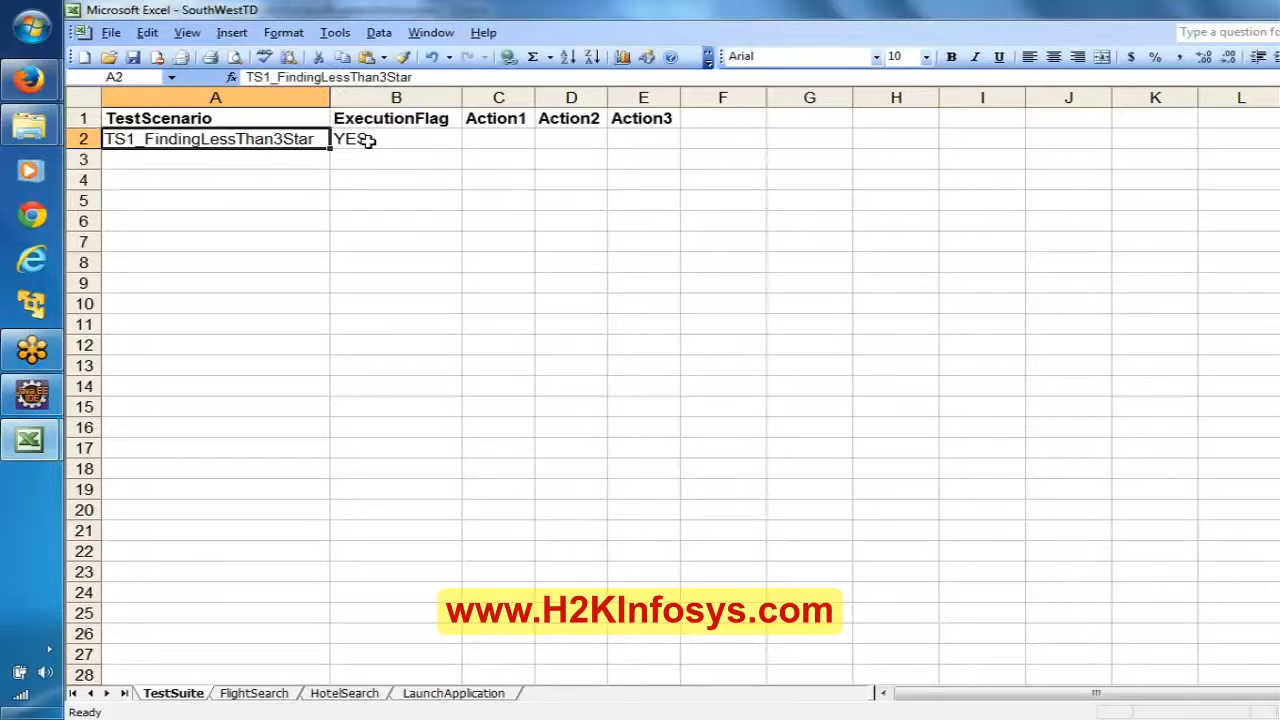 Microsoft Excel - SouthWestTD
File Edit View Insert Format Tools Data Window Help
Type a question fo
Arial 10 B I U $ % ,
A2 fx TS1_FindingLessThan3Star
A B C D E F G H I J K L
1 TestScenario ExecutionFlag Action1 Action2 Action3
2 TS1_FindingLessThan3Star YES
3
4
5
6
7
8
9
10
11
12
13
14
15
16
17
18
19
20
21
22
23
24
25
26
27
28
www.H2KInfosys.com
TestSuite FlightSearch HotelSearch LaunchApplication
Ready